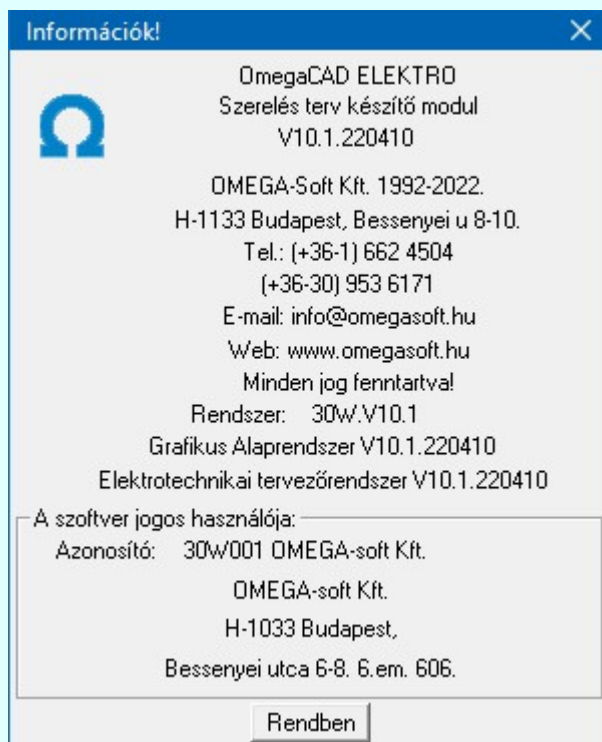 Információk!
OmegaCAD ELEKTRO
Szerelés terv készítő modul
V10.1.220410
OMEGA-Soft Kft. 1992-2022.
H-1133 Budapest, Bessenyei u 8-10.
Tel.: (+36-1) 662 4504
(+36-30) 953 6171
E-mail: info@omegasoft.hu
Web: www.omegasoft.hu
Minden jog fenntartva!
Rendszer: 30W.V10.1
Grafikus Alaprendszer V10.1.220410
Elektrotechnikai tervezőrendszer V10.1.220410
A szoftver jogos használója:
Azonosító: 30W001 OMEGA-soft Kft.
OMEGA-soft Kft.
H-1033 Budapest,
Bessenyei utca 6-8. 6.em. 606.
Rendben